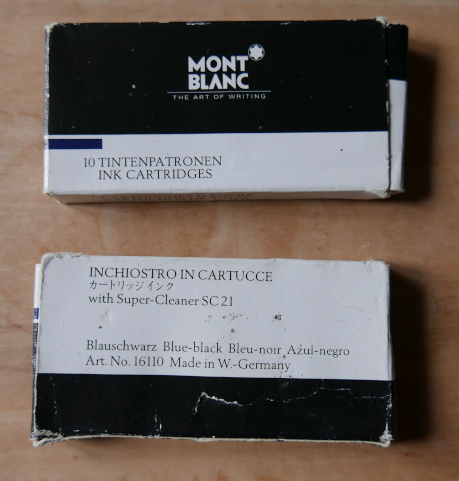 MONT
BLANC
THE ART OF WRITING
10 TINTENPATRONEN
INK CARTRIDGES
INCHIOSTRO IN CARTUCCE
カートリッジインク
with Super-Cleaner SC 21
Blauschwarz Blue-black Bleu-noir Azul-negro
Art. No. 16110 Made in W.-Germany